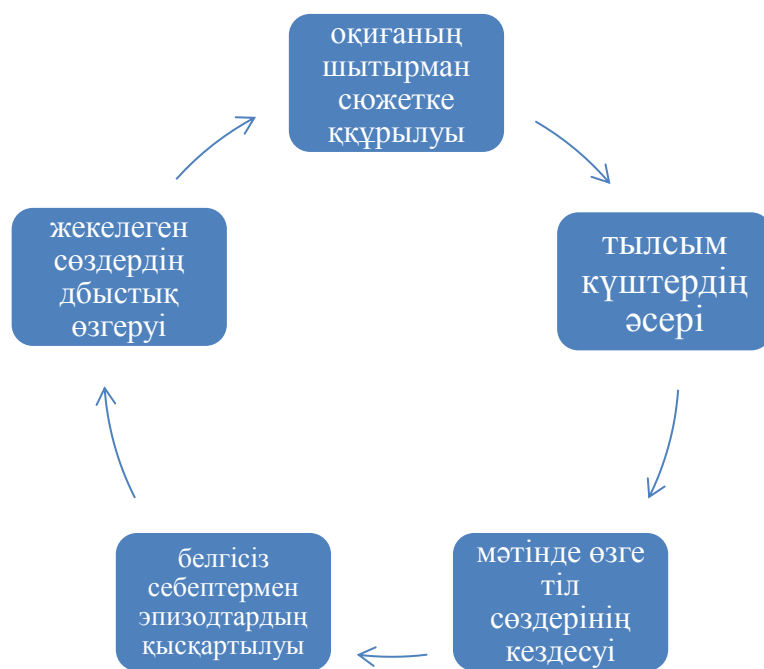 оқиғаның
шытырман
сюжетке
ққұрылуы
тылсым
күштердің
әсері
мәтінде өзге
тіл
сөздерінің
кездесуі
белгісіз
себептермен
эпизодтардың
қысқартылуы
жекелеген
сөздердің
дбыстық
өзгеруі